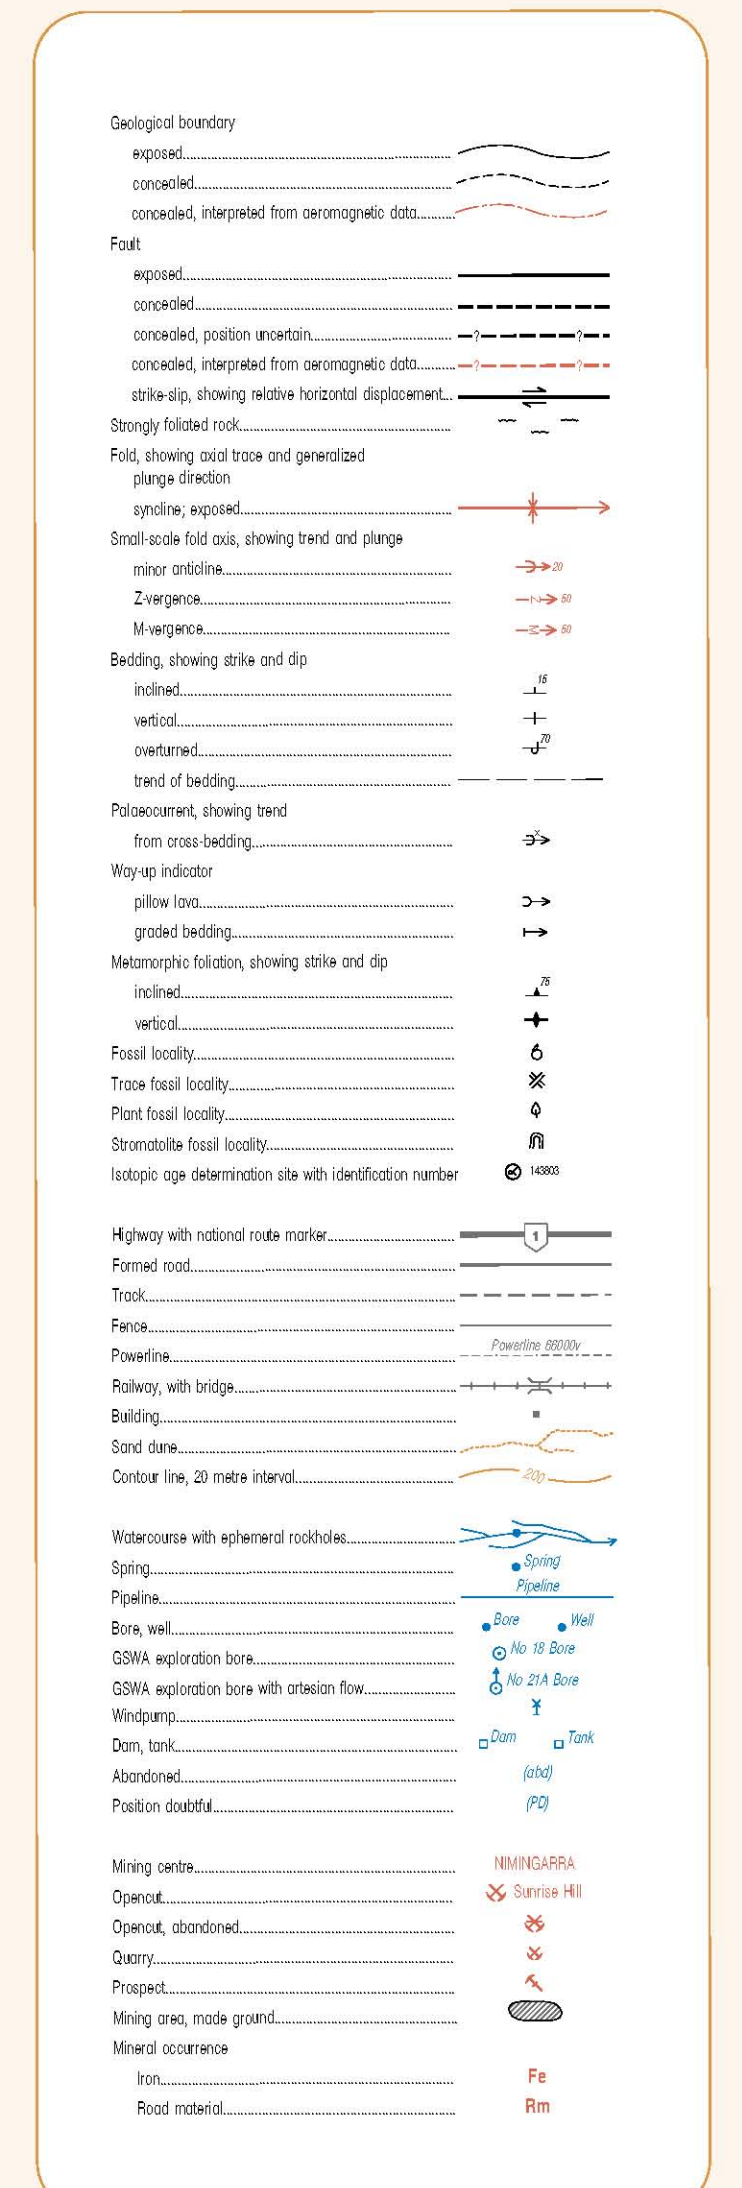 Geological boundary
exposed
concealed
concealed, interpreted from aeromagnetic data
Fault
exposed
concealed
concealed, position uncertain ? ?
concealed, interpreted from aeromagnetic data ? ?
strike-slip, showing relative horizontal displacement
Strongly foliated rock
Fold, showing axial trace and generalized
plunge direction
syncline; exposed
Small-scale fold axis, showing trend and plunge
minor anticline 20
Z-vergence Z 50
M-vergence M 50
Bedding, showing strike and dip
inclined 15
vertical
overturned 70
trend of bedding
Palaeocurrent, showing trend
from cross-bedding x
Way-up indicator
pillow lava
graded bedding
Metamorphic foliation, showing strike and dip
inclined 75
vertical
Fossil locality
Trace fossil locality
Plant fossil locality
Stromatolite fossil locality
Isotopic age determination site with identification number 143803
Highway with national route marker 1
Formed road
Track
Fence
Powerline Powerline 66000v
Railway, with bridge
Building
Sand dune
Contour line, 20 metre interval 200
Watercourse with ephemeral rockholes
Spring Spring
Pipeline Pipeline
Bore, well Bore Well
GSWA exploration bore No 18 Bore
GSWA exploration bore with artesian flow No 21A Bore
Windpump
Dam, tank Dam Tank
Abandoned (abd)
Position doubtful (PD)
Mining centre NIMINGARRA
Opencut Sunrise Hill
Opencut, abandoned
Quarry
Prospect
Mining area, made ground
Mineral occurrence
Iron Fe
Road material Rm